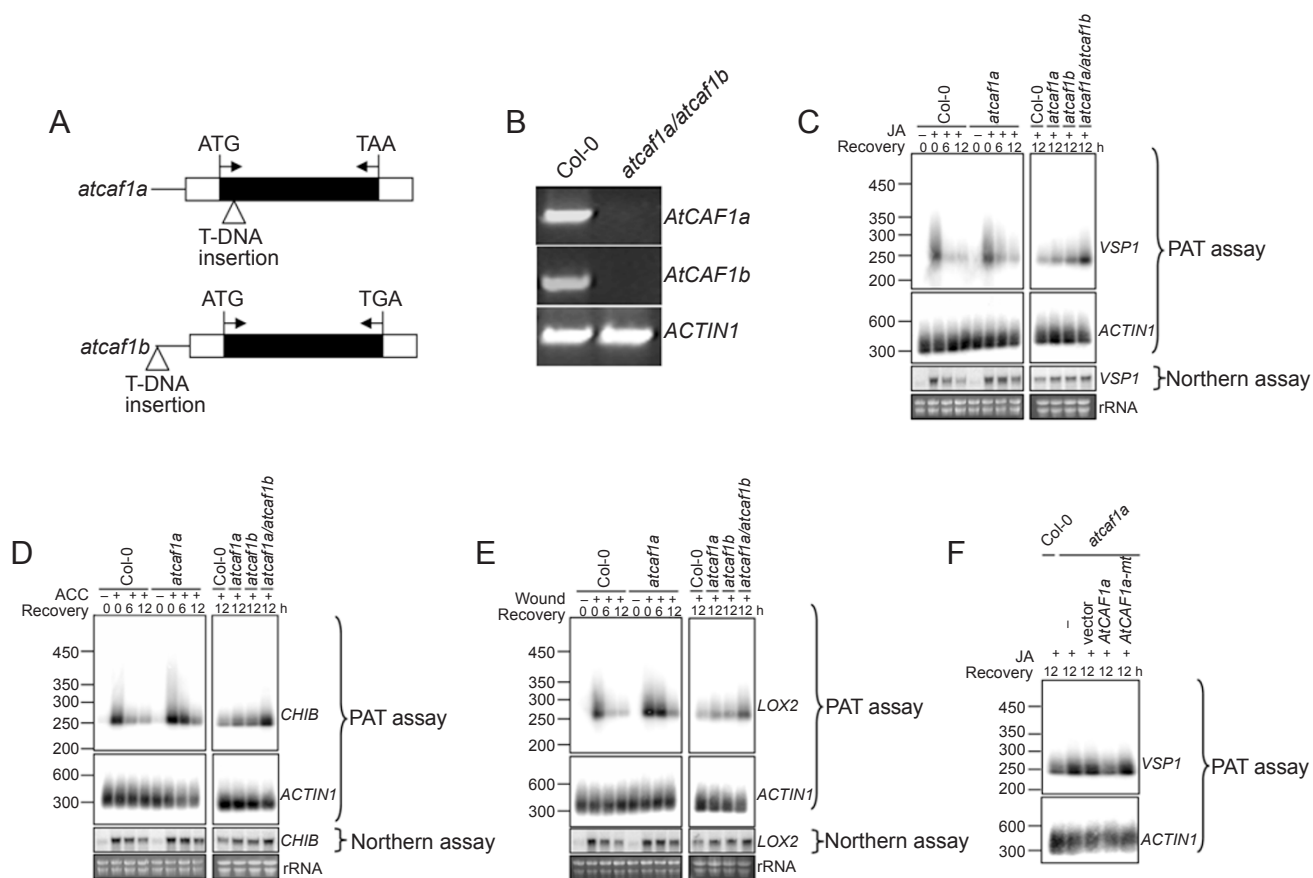 A
ATG
TAA
atcaf1a
T-DNA
insertion
ATG
TGA
atcaf1b
T-DNA
insertion
B
Col-0
atcaf1a/atcaf1b
AtCAF1a
AtCAF1b
ACTIN1
C
Col-0
atcaf1a
Col-0
atcaf1a
atcaf1b
atcaf1a/atcaf1b
JA – + + + – + + + + + + +
Recovery 0 0 6 12 0 0 6 12 12 12 12 12 h
450
350
300
250
200
VSP1
600
300
ACTIN1
PAT assay
VSP1
Northern assay
rRNA
D
Col-0
atcaf1a
Col-0
atcaf1a
atcaf1b
atcaf1a/atcaf1b
ACC – + + + – + + + + + + +
Recovery 0 0 6 12 0 0 6 12 12 12 12 12 h
450
350
300
250
200
CHIB
600
300
ACTIN1
PAT assay
CHIB
Northern assay
rRNA
E
Col-0
atcaf1a
Col-0
atcaf1a
atcaf1b
atcaf1a/atcaf1b
Wound – + + + – + + + + + + +
Recovery 0 0 6 12 0 0 6 12 12 12 12 12 h
450
350
300
250
200
LOX2
600
300
ACTIN1
PAT assay
LOX2
Northern assay
rRNA
F
Col-0
atcaf1a
–
vector
AtCAF1a
AtCAF1a-mt
JA + + + + +
Recovery 12 12 12 12 12 h
450
350
300
250
200
VSP1
600
300
ACTIN1
PAT assay